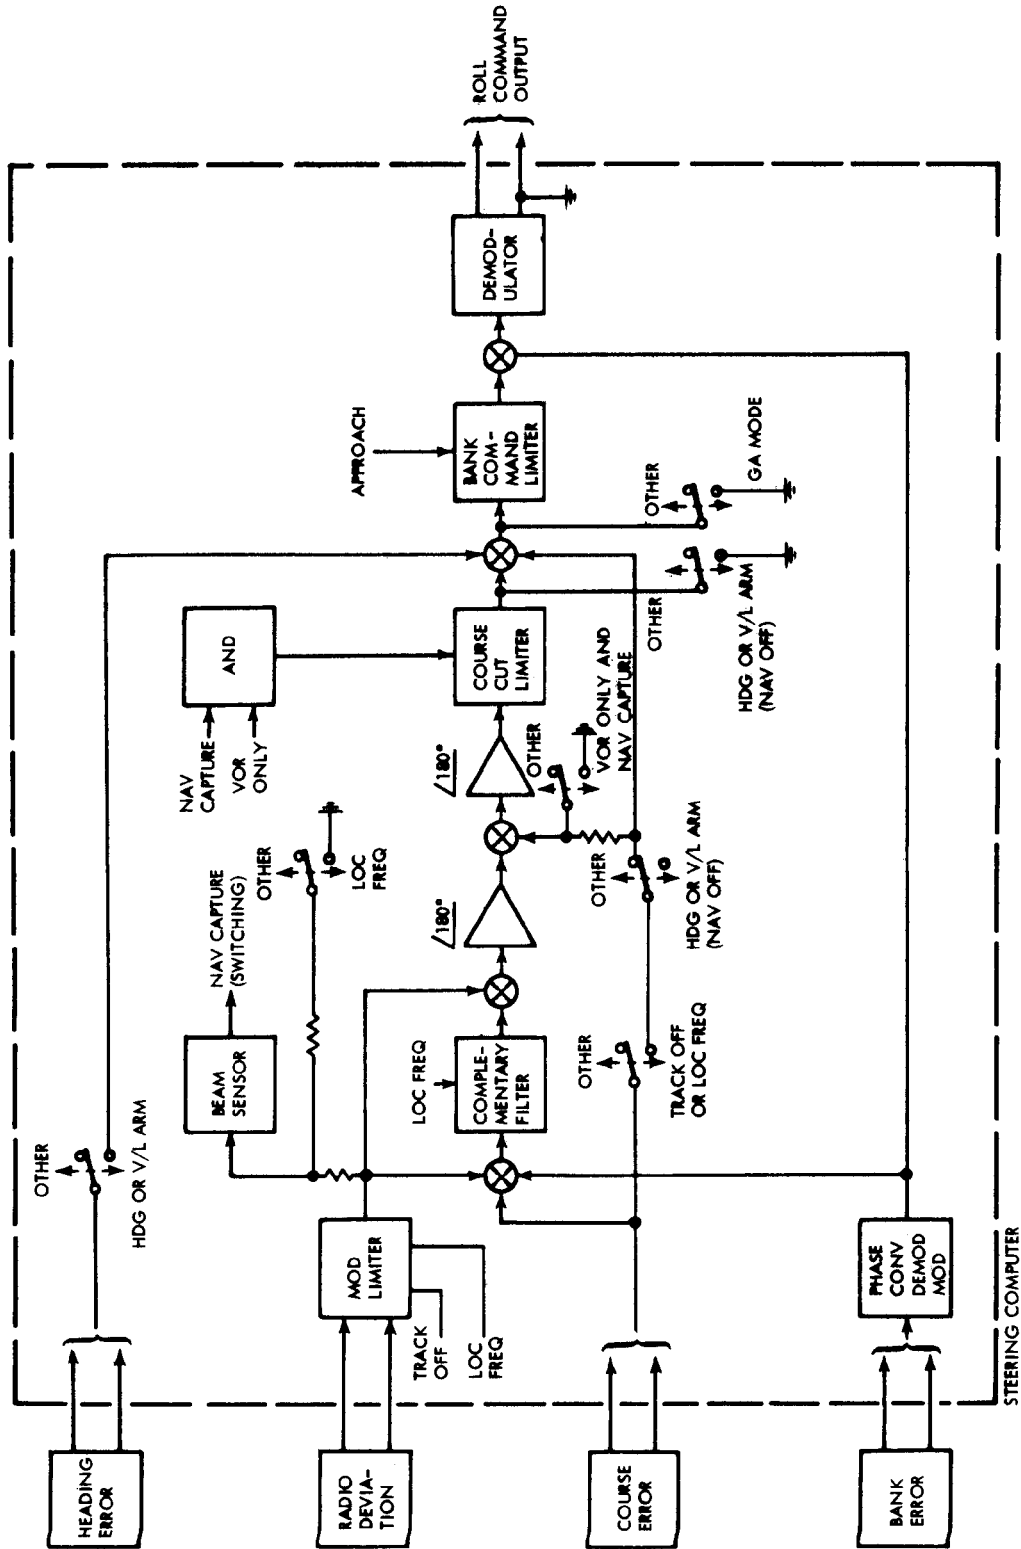 HEADING
ERROR
RADIO
DEVIA-
TION
COURSE
ERROR
BANK
ERROR
STEERING COMPUTER
OTHER
HDG OR V/L ARM
MOD
LIMITER
TRACK
OFF
LOC
FREQ
PHASE
CONV
DEMOD
MOD
BEAM
SENSOR
NAV CAPTURE
(SWITCHING)
OTHER
LOC
FREQ
LOC FREQ
COMPLE-
MENTARY
FILTER
OTHER
TRACK OFF
OR LOC FREQ
/180°
OTHER
HDG OR V/L ARM
(NAV OFF)
/180°
OTHER
VOR ONLY AND
NAV CAPTURE
NAV
CAPTURE
VOR
ONLY
AND
COURSE
CUT
LIMITER
OTHER
HDG OR V/L ARM
(NAV OFF)
APPROACH
BANK
COM-
MAND
LIMITER
OTHER
GA MODE
DEMOD-
ULATOR
ROLL
COMMAND
OUTPUT